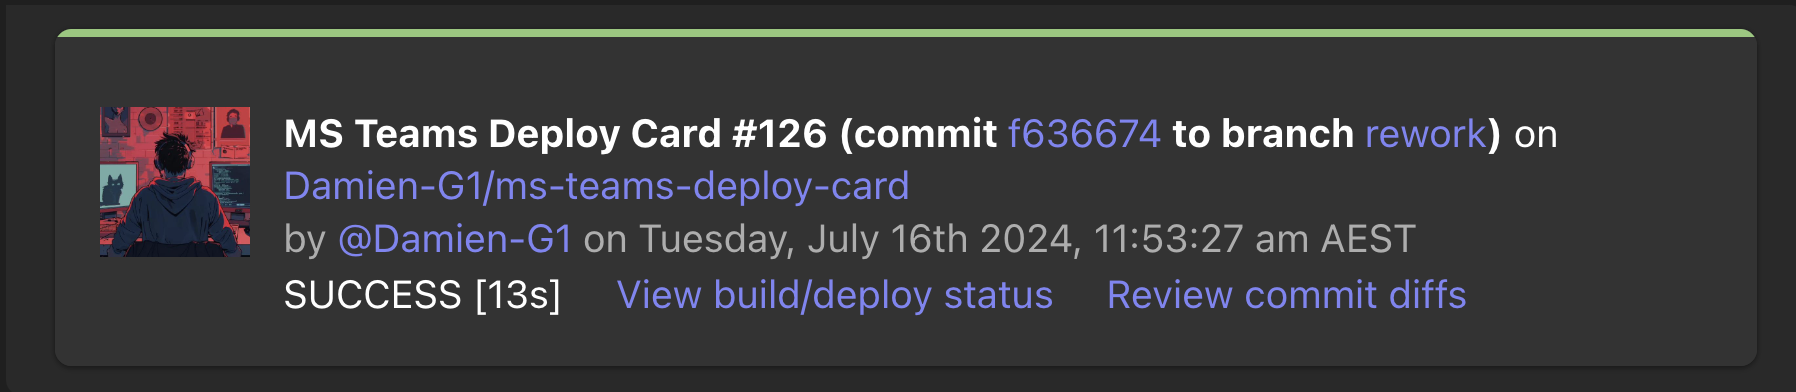 MS Teams Deploy Card #126 (commit f636674 to branch rework) on
Damien-G1/ms-teams-deploy-card
by @Damien-G1 on Tuesday, July 16th 2024, 11:53:27 am AEST
SUCCESS [13s] View build/deploy status Review commit diffs